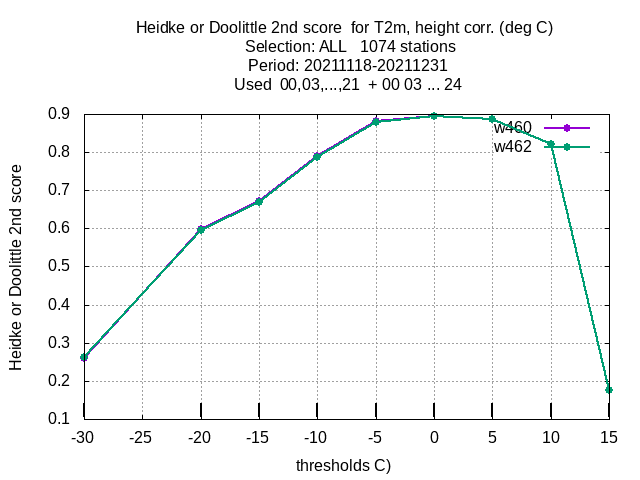 Heidke or Doolittle 2nd score  for T2m, height corr. (deg C)
Selection: ALL   1074 stations
Period: 20211118-20211231
Used  00,03,...,21  + 00 03 ... 24
Heidke or Doolittle 2nd score
0.9
0.8
0.7
0.6
0.5
0.4
0.3
0.2
0.1
w460
w462
-30 -25 -20 -15 -10 -5 0 5 10 15
thresholds C)